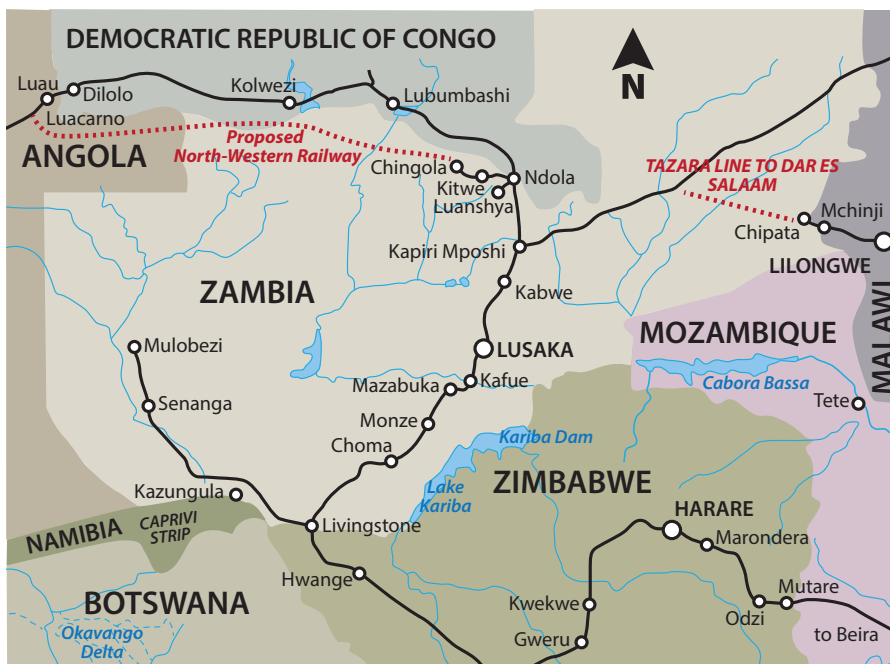 DEMOCRATIC REPUBLIC OF CONGO
N
Luau
Dilolo
Kolwezi
Lubumbashi
Luacarno
ANGOLA
Proposed
North-Western Railway
Chingola
Kitwe
Luanshya
Ndola
TAZARA LINE TO DAR ES
SALAAM
Mchinji
Chipata
LILONGWE
MALAWI
Kapiri Mposhi
Kabwe
ZAMBIA
LUSAKA
MOZAMBIQUE
Cabora Bassa
Tete
Mulobezi
Senanga
Mazabuka
Kafue
Monze
Choma
Kariba Dam
Lake
Kariba
ZIMBABWE
Kazungula
Livingstone
NAMIBIA
CAPRIVI
STRIP
HARARE
Marondera
Hwange
BOTSWANA
Okavango
Delta
Kwekwe
Gweru
Odzi
Mutare
to Beira